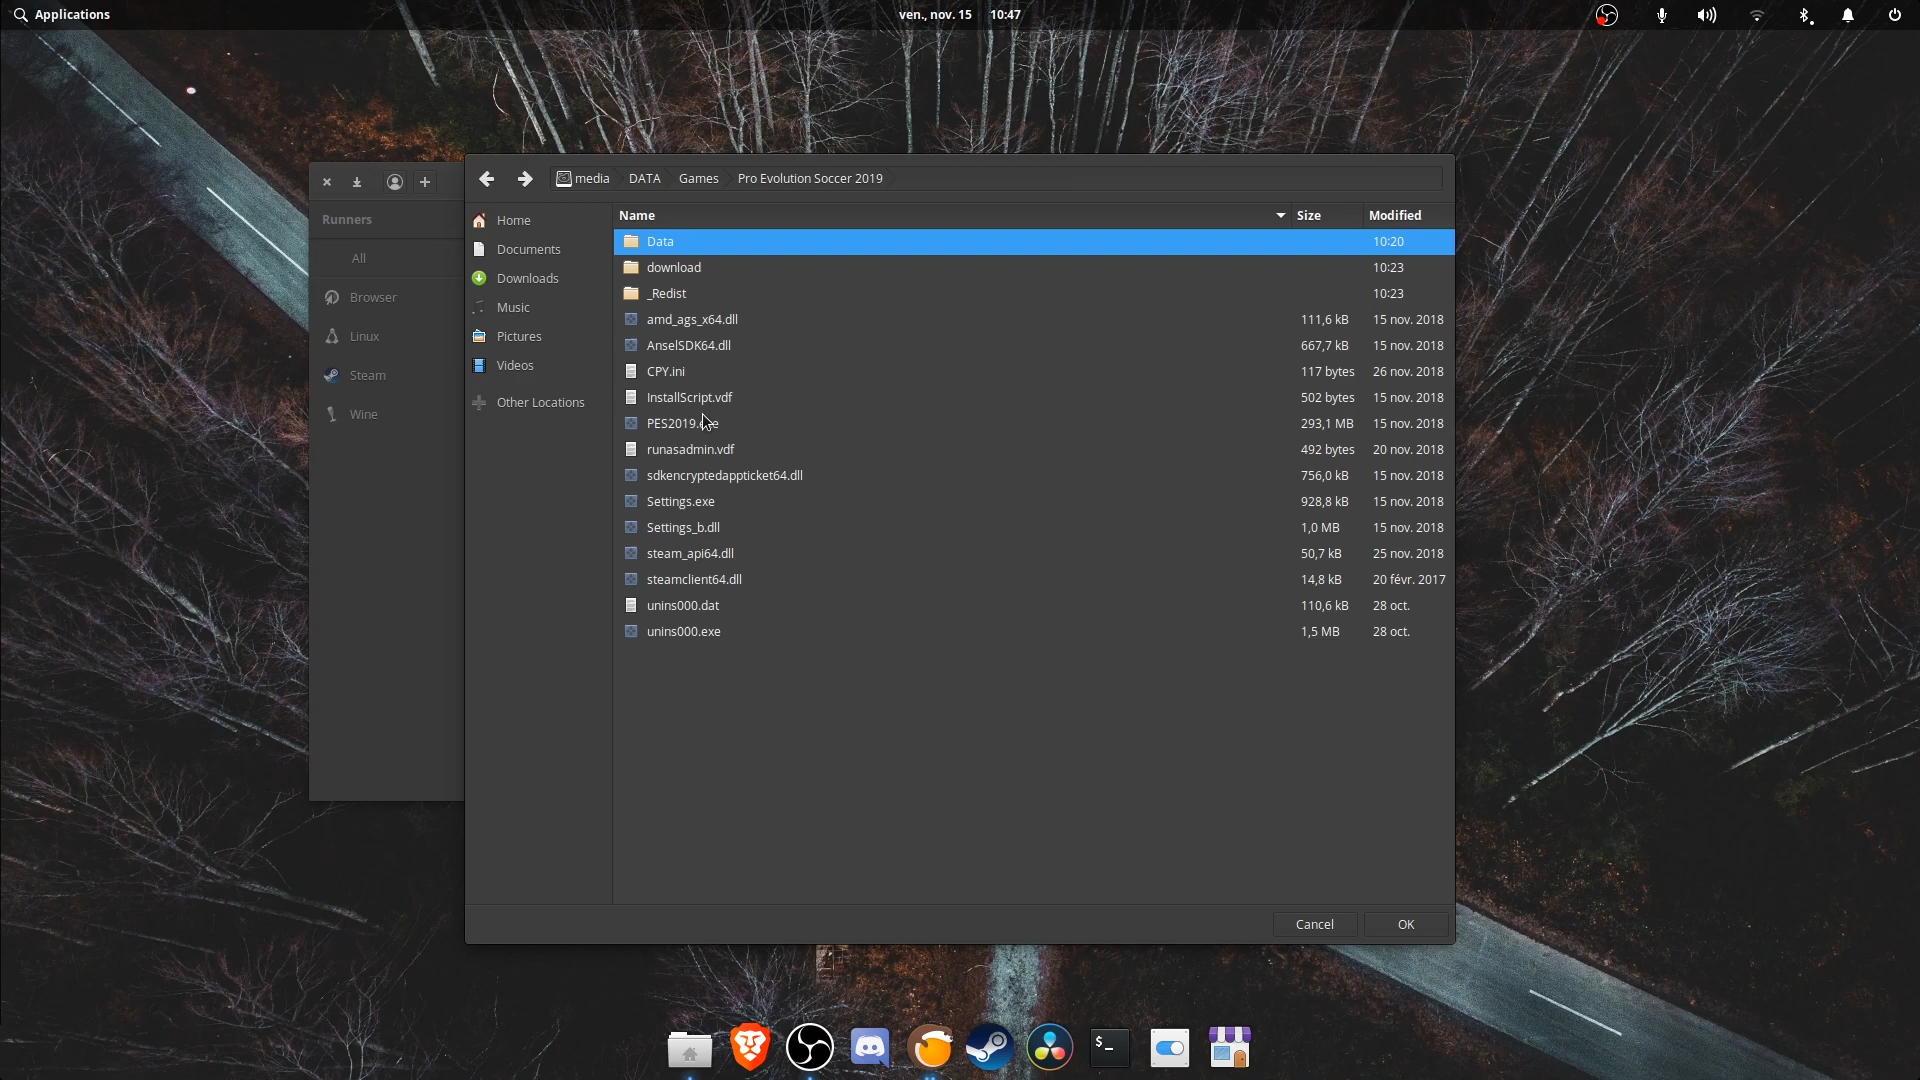 Applications ven., nov. 15 10:47
media DATA Games Pro Evolution Soccer 2019
Runners
All
Browser
Linux
Steam
Wine
Home
Documents
Downloads
Music
Pictures
Videos
Other Locations
Name Size Modified
Data 10:20
download 10:23
_Redist 10:23
amd_ags_x64.dll 111,6 kB 15 nov. 2018
AnselSDK64.dll 667,7 kB 15 nov. 2018
CPY.ini 117 bytes 26 nov. 2018
InstallScript.vdf 502 bytes 15 nov. 2018
PES2019.exe 293,1 MB 15 nov. 2018
runasadmin.vdf 492 bytes 20 nov. 2018
sdkencryptedappticket64.dll 756,0 kB 15 nov. 2018
Settings.exe 928,8 kB 15 nov. 2018
Settings_b.dll 1,0 MB 15 nov. 2018
steam_api64.dll 50,7 kB 25 nov. 2018
steamclient64.dll 14,8 kB 20 févr. 2017
unins000.dat 110,6 kB 28 oct.
unins000.exe 1,5 MB 28 oct.
Cancel OK
$_